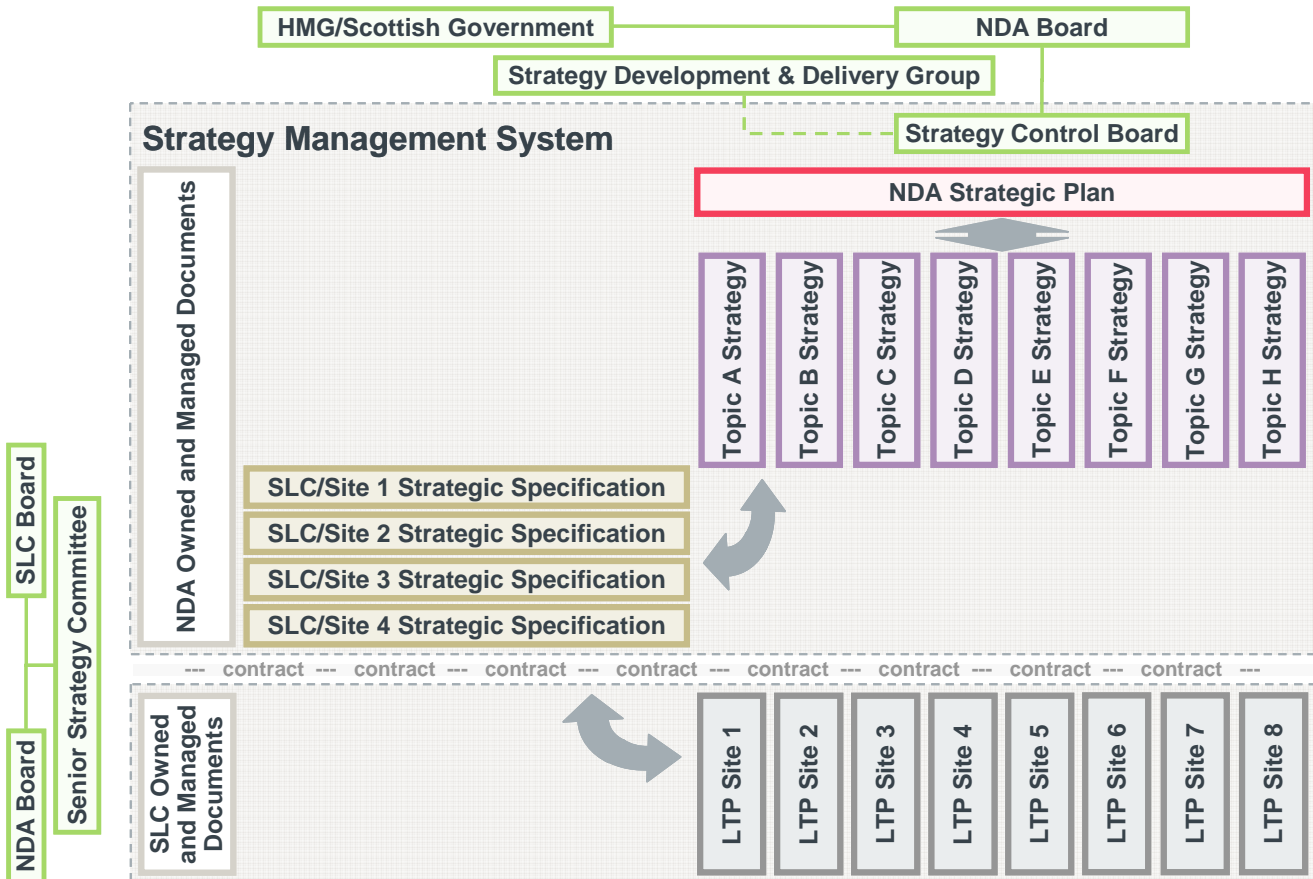 HMG/Scottish Government
NDA Board
Strategy Development & Delivery Group
Strategy Control Board
Strategy Management System
NDA Strategic Plan
NDA Owned and Managed Documents
Topic A Strategy
Topic B Strategy
Topic C Strategy
Topic D Strategy
Topic E Strategy
Topic F Strategy
Topic G Strategy
Topic H Strategy
SLC/Site 1 Strategic Specification
SLC/Site 2 Strategic Specification
SLC/Site 3 Strategic Specification
SLC/Site 4 Strategic Specification
SLC Board
Senior Strategy Committee
NDA Board
--- contract --- contract --- contract --- contract --- contract --- contract --- contract --- contract ---
SLC Owned
and Managed
Documents
LTP Site 1
LTP Site 2
LTP Site 3
LTP Site 4
LTP Site 5
LTP Site 6
LTP Site 7
LTP Site 8